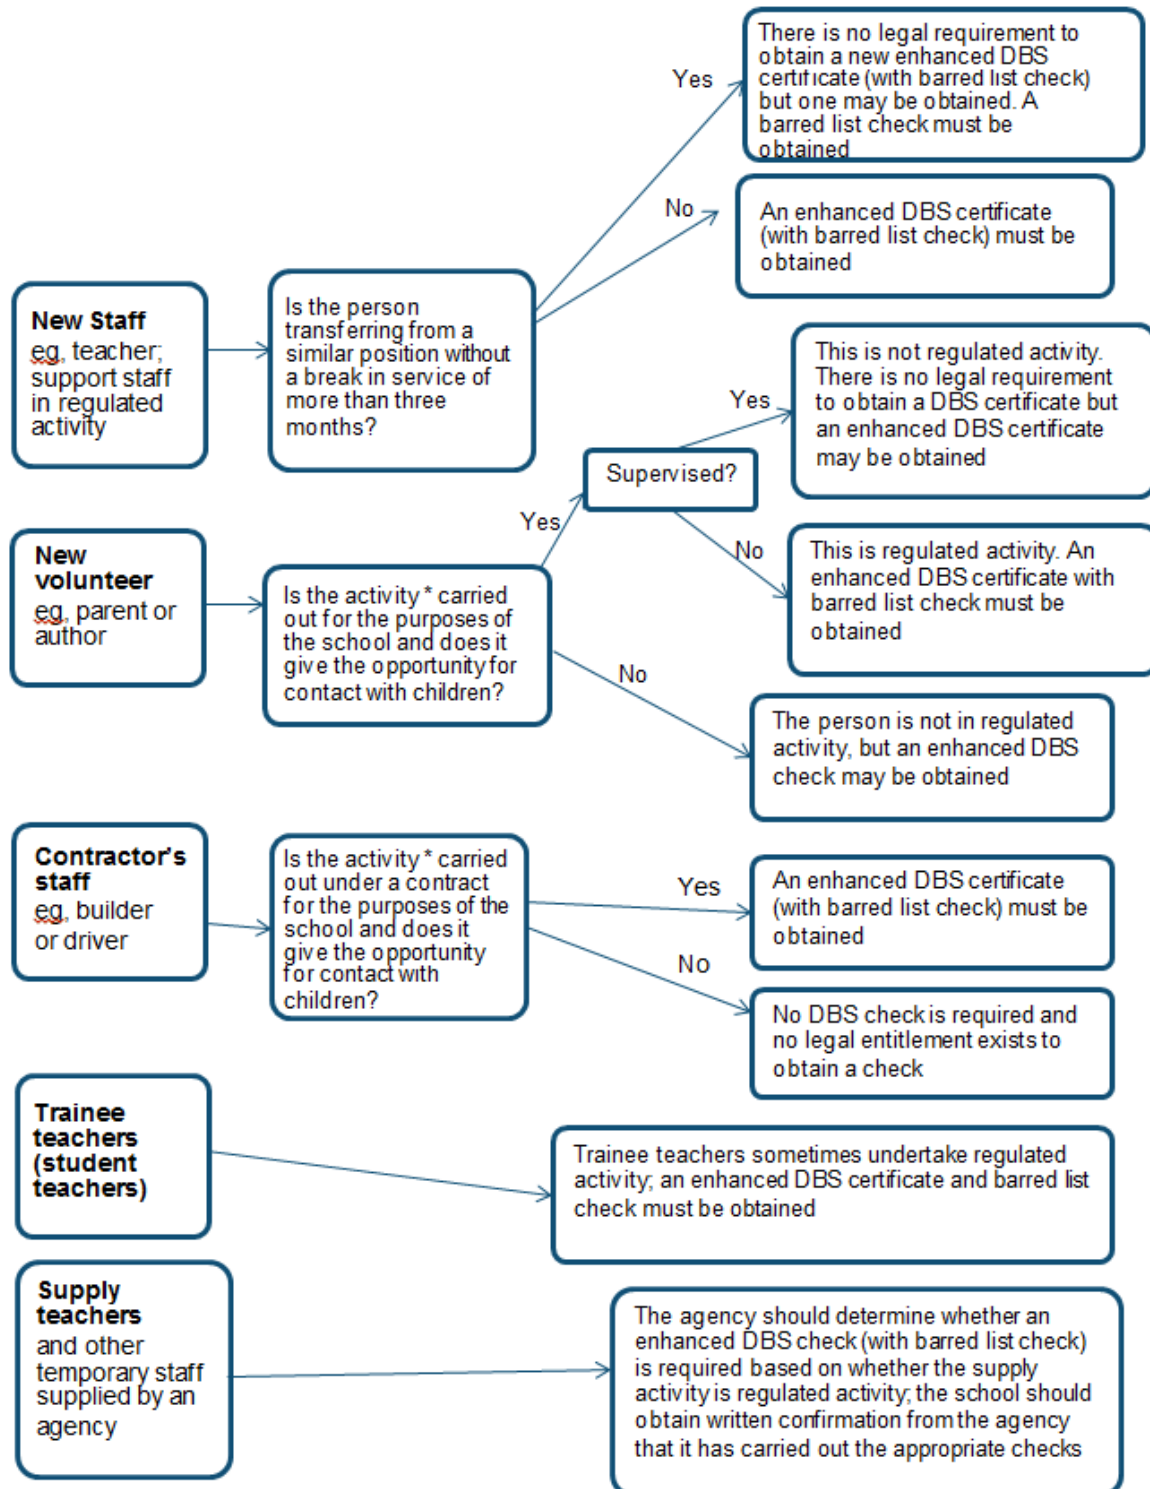 There is no legal requirement to
obtain a new enhanced DBS
certificate (with barred list check)
but one may be obtained. A
barred list check must be
obtained
Yes
No
An enhanced DBS certificate
(with barred list check) must be
obtained
New Staff
eg, teacher;
support staff
in regulated
activity
Is the person
transferring from a
similar position without
a break in service of
more than three
months?
This is not regulated activity.
There is no legal requirement
to obtain a DBS certificate but
an enhanced DBS certificate
may be obtained
Yes
Supervised?
Yes
No
This is regulated activity. An
enhanced DBS certificate with
barred list check must be
obtained
New
volunteer
eg, parent or
author
Is the activity * carried
out for the purposes of
the school and does it
give the opportunity for
contact with children?
No
The person is not in regulated
activity, but an enhanced DBS
check may be obtained
Contractor's
staff
eg, builder
or driver
Is the activity * carried
out under a contract
for the purposes of the
school and does it
give the opportunity
for contact with
children?
Yes
An enhanced DBS certificate
(with barred list check) must be
obtained
No
No DBS check is required and
no legal entitlement exists to
obtain a check
Trainee
teachers
(student
teachers)
Trainee teachers sometimes undertake regulated
activity; an enhanced DBS certificate and barred list
check must be obtained
Supply
teachers
and other
temporary staff
supplied by an
agency
The agency should determine whether an
enhanced DBS check (with barred list check)
is required based on whether the supply
activity is regulated activity; the school should
obtain written confirmation from the agency
that it has carried out the appropriate checks